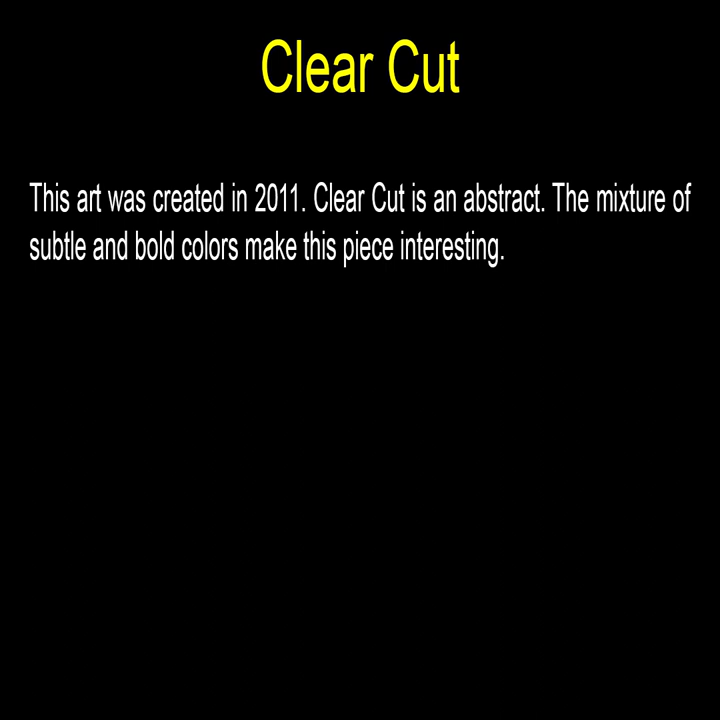 Clear Cut
This art was created in 2011. Clear Cut is an abstract. The mixture of
subtle and bold colors make this piece interesting.